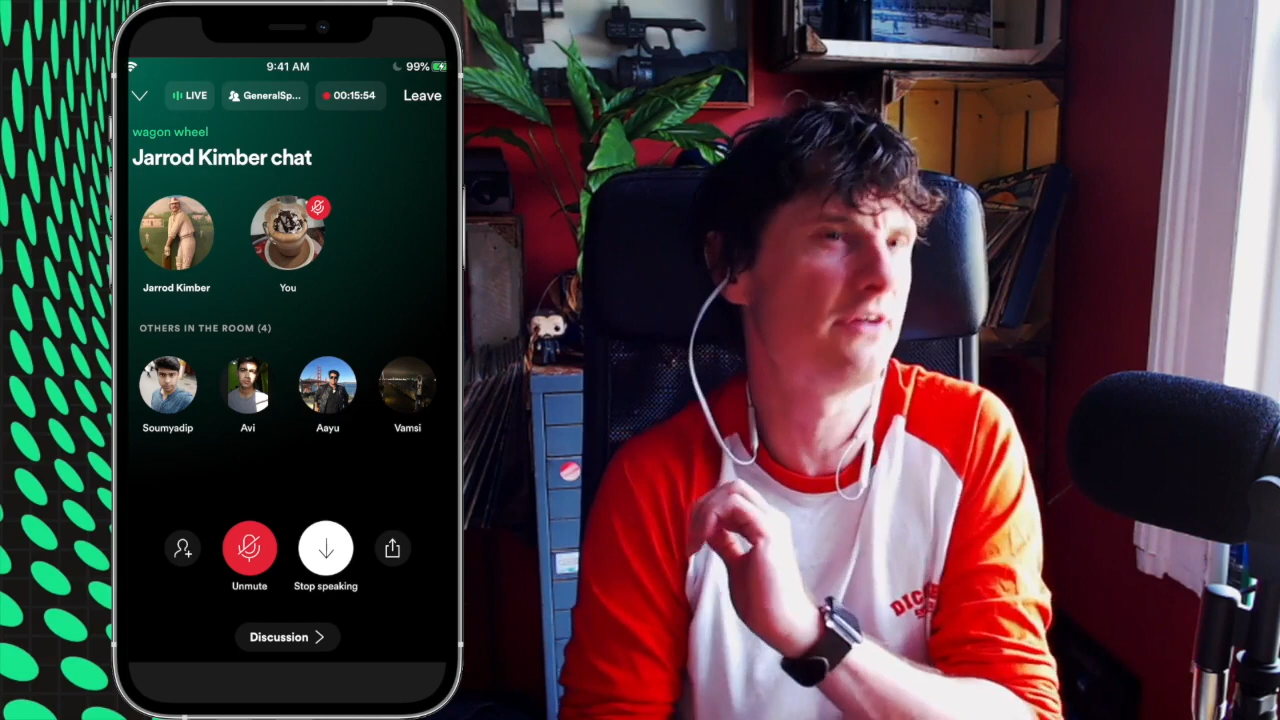 9:41 AM
99%
LIVE
GeneralSp...
00:15:54
Leave
wagon wheel
Jarrod Kimber chat
Jarrod Kimber
You
OTHERS IN THE ROOM (4)
Soumyadip
Avi
Aayu
Vamsi
Unmute
Stop speaking
Discussion